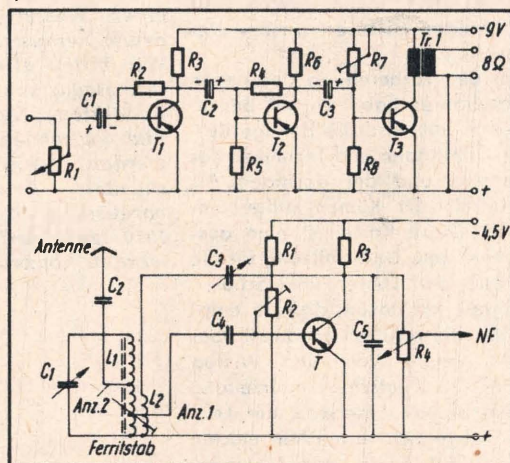 -9V
Tr 1
8Ω
R3
R6
R7
R2
R4
C1
C2
C3
+
+
-
T1
T2
T3
R1
R5
R8
+
-4,5V
Antenne
C3
R1
R3
C2
R2
C4
C5
NF
R4
T
L1
L2
C1
Anz.2
Anz.1
Ferritstab
+